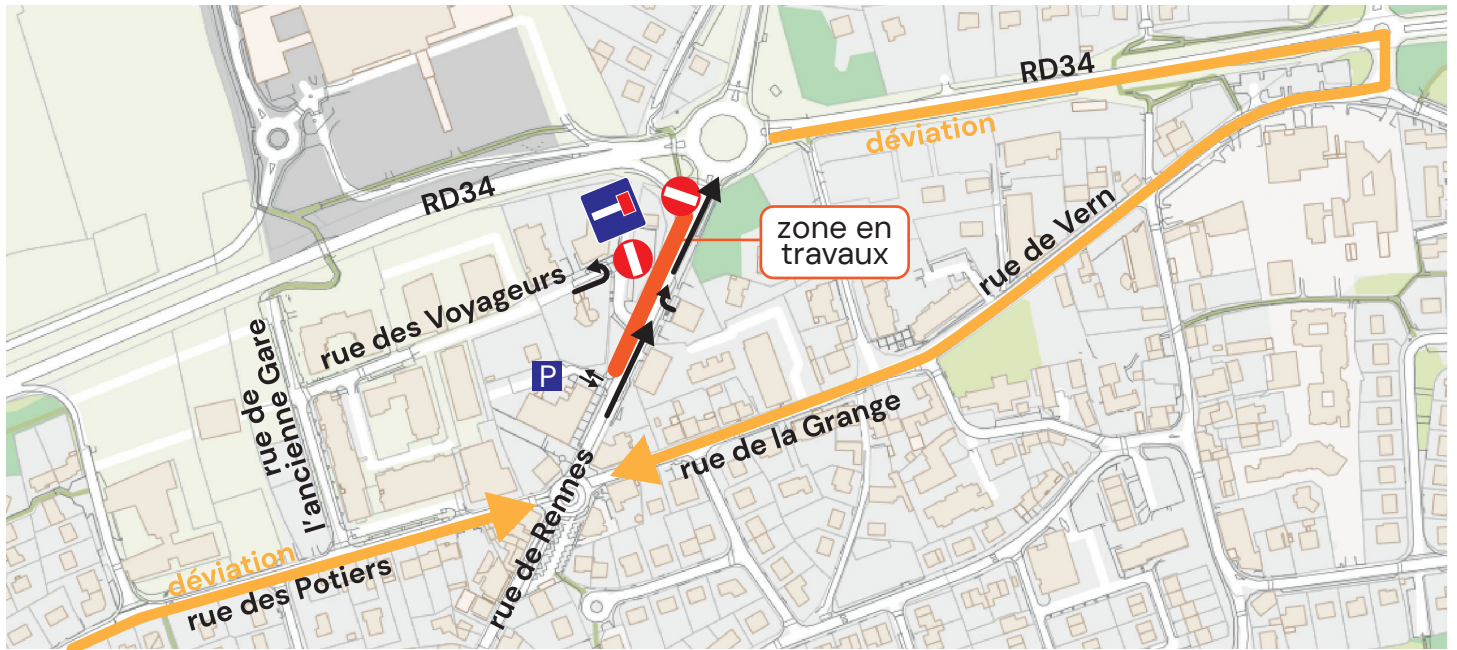 RD34
déviation
RD34
zone en
travaux
rue de Vern
rue des Voyageurs
P
rue de
l'ancienne Gare
rue de la Grange
rue de Rennes
déviation
rue des Potiers